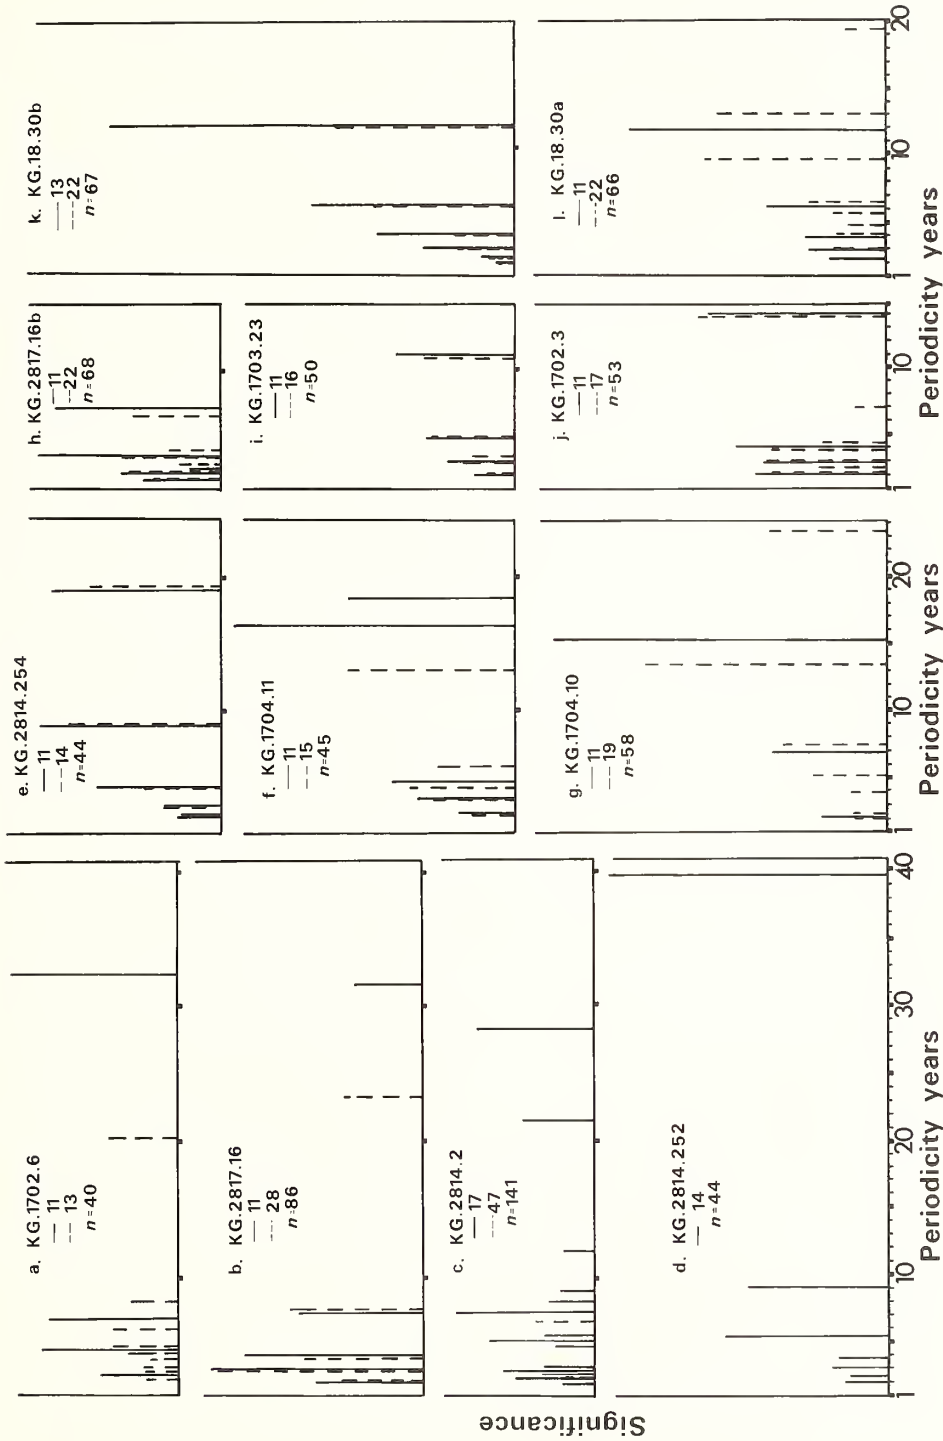 a. KG.1702.6
— 11
--- 13
n=40
b. KG.2817.16
— 11
--- 28
n=86
c. KG.2814.2
— 17
--- 47
n=141
d. KG.2814.252
— 14
n=44
1 10 20 30 40
Periodicity years
e. KG.2814.254
— 11
--- 14
n=44
f. KG.1704.11
— 11
--- 15
n=45
g. KG.1704.10
— 11
--- 19
n=58
1 10 20
Periodicity years
h. KG.2817.16b
— 11
--- 22
n=68
i. KG.1703.23
— 11
--- 16
n=50
j. KG.1702.3
— 11
--- 17
n=53
1 10
k. KG.18.30b
— 13
--- 22
n=67
l. KG.18.30a
— 11
--- 22
n=66
1 10 20
Periodicity years
Significance